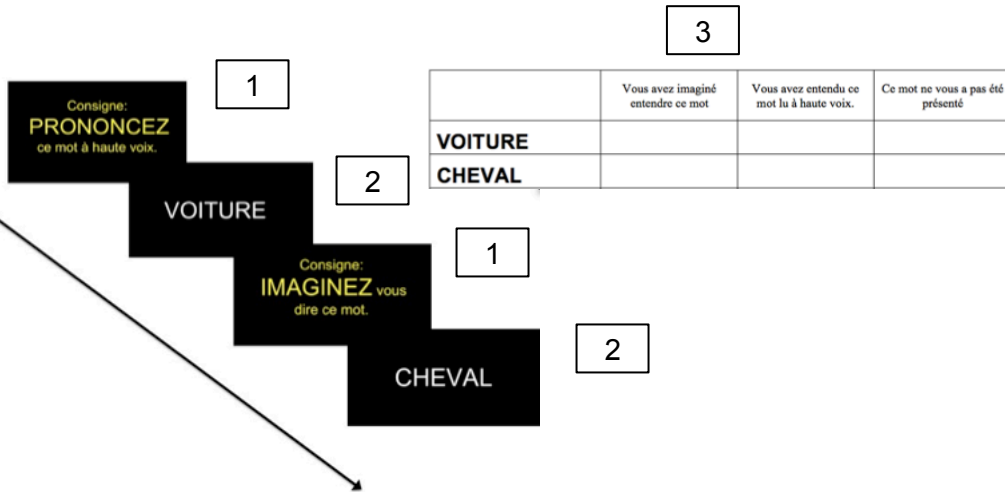 1
Consigne:
PRONONCEZ
ce mot à haute voix.
2
VOITURE
1
Consigne:
IMAGINEZ vous
dire ce mot.
2
CHEVAL
3
Vous avez imaginé
entendre ce mot
Vous avez entendu ce
mot lu à haute voix.
Ce mot ne vous a pas été
présenté
VOITURE
CHEVAL